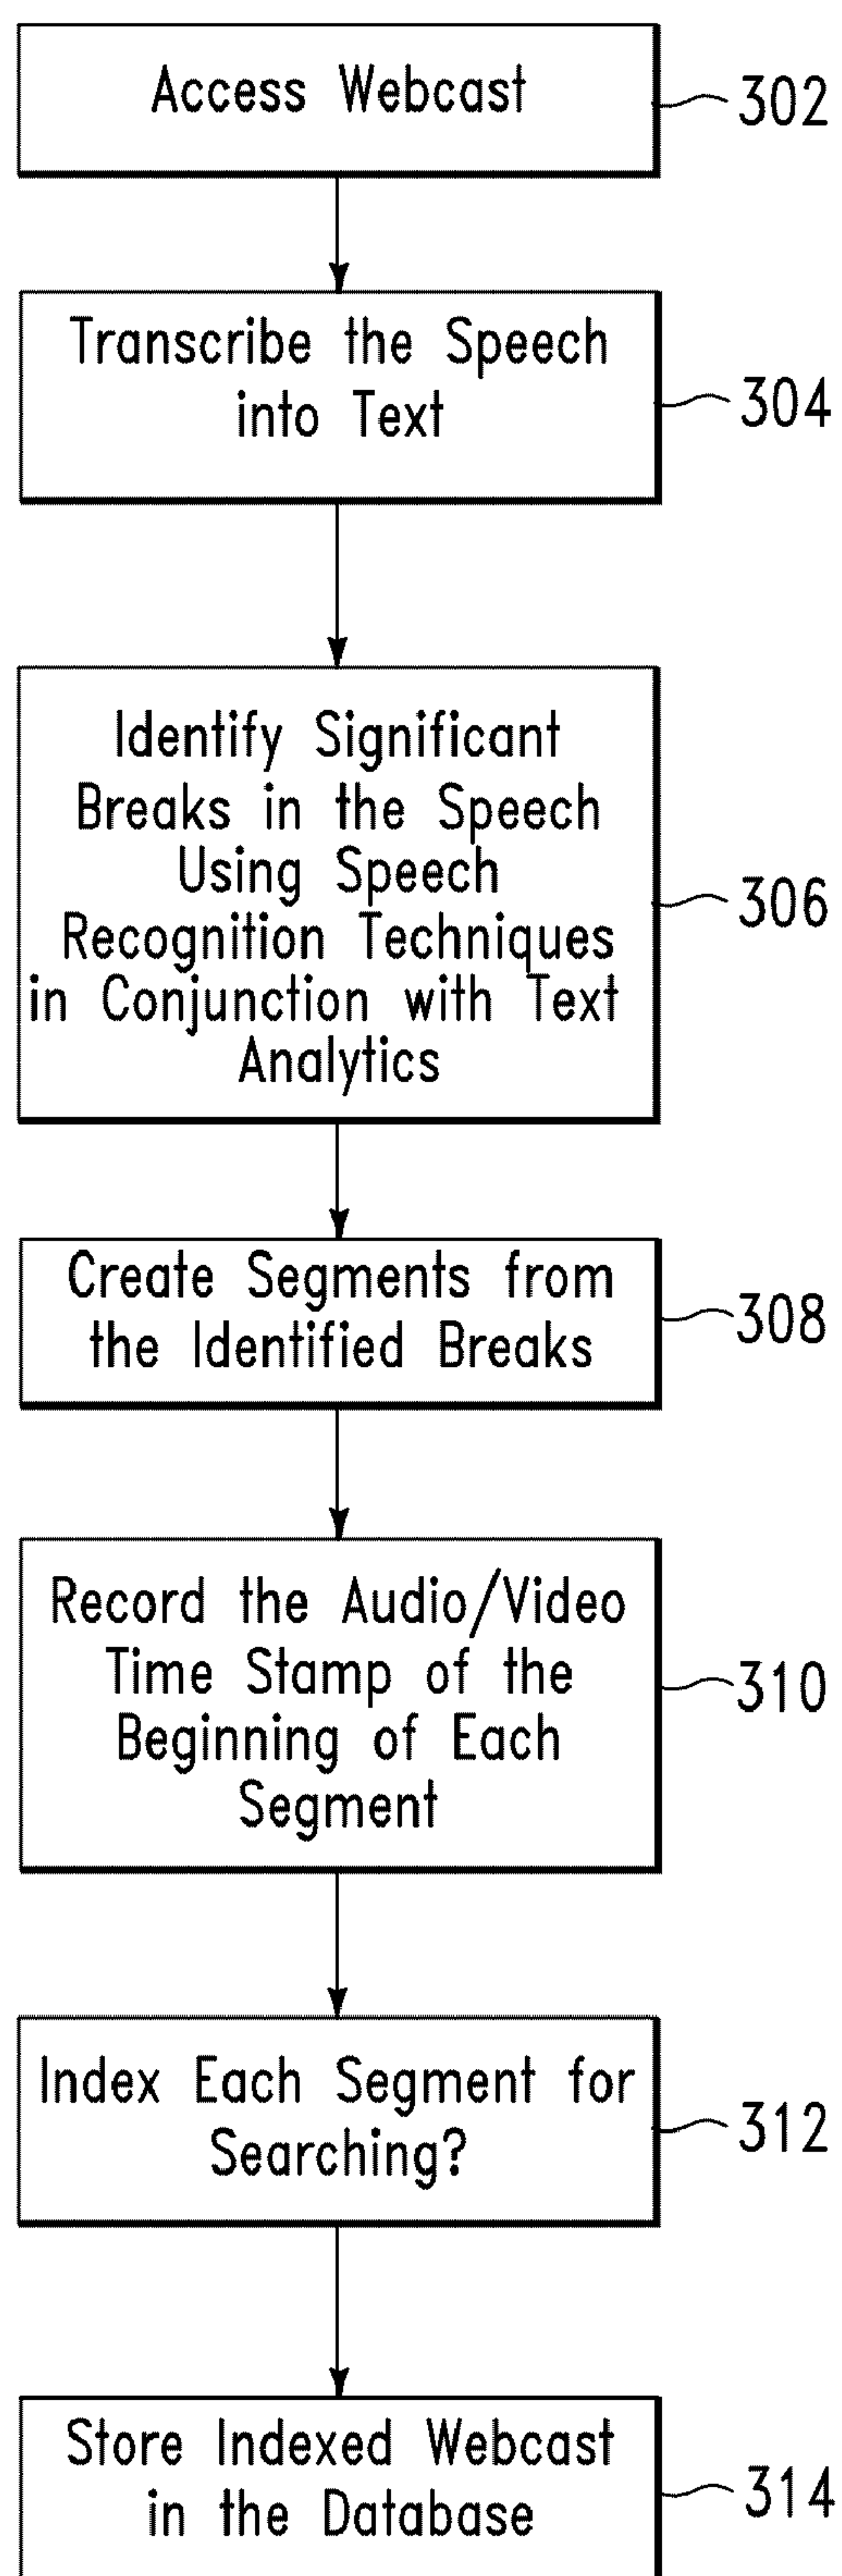 Access Webcast
302
Transcribe the Speech
into Text
304
Identify Significant
Breaks in the Speech
Using Speech
Recognition Techniques
in Conjunction with Text
Analytics
306
Create Segments from
the Identified Breaks
308
Record the Audio/Video
Time Stamp of the
Beginning of Each
Segment
310
Index Each Segment for
Searching?
312
Store Indexed Webcast
in the Database
314